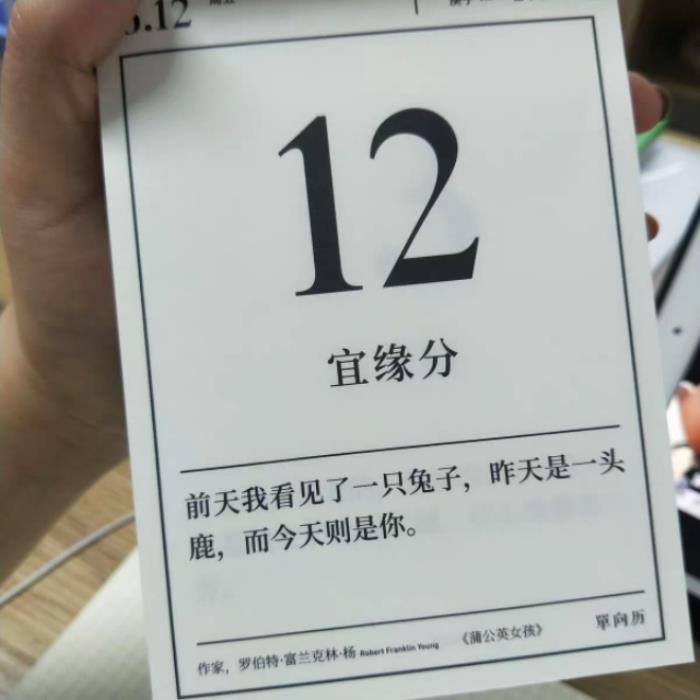 .12
12
宜缘分
前天我看见了一只兔子，昨天是一头
鹿，而今天则是你。
作家，罗伯特·富兰克林·杨 Robert Franklin Young 《蒲公英女孩》 單向历